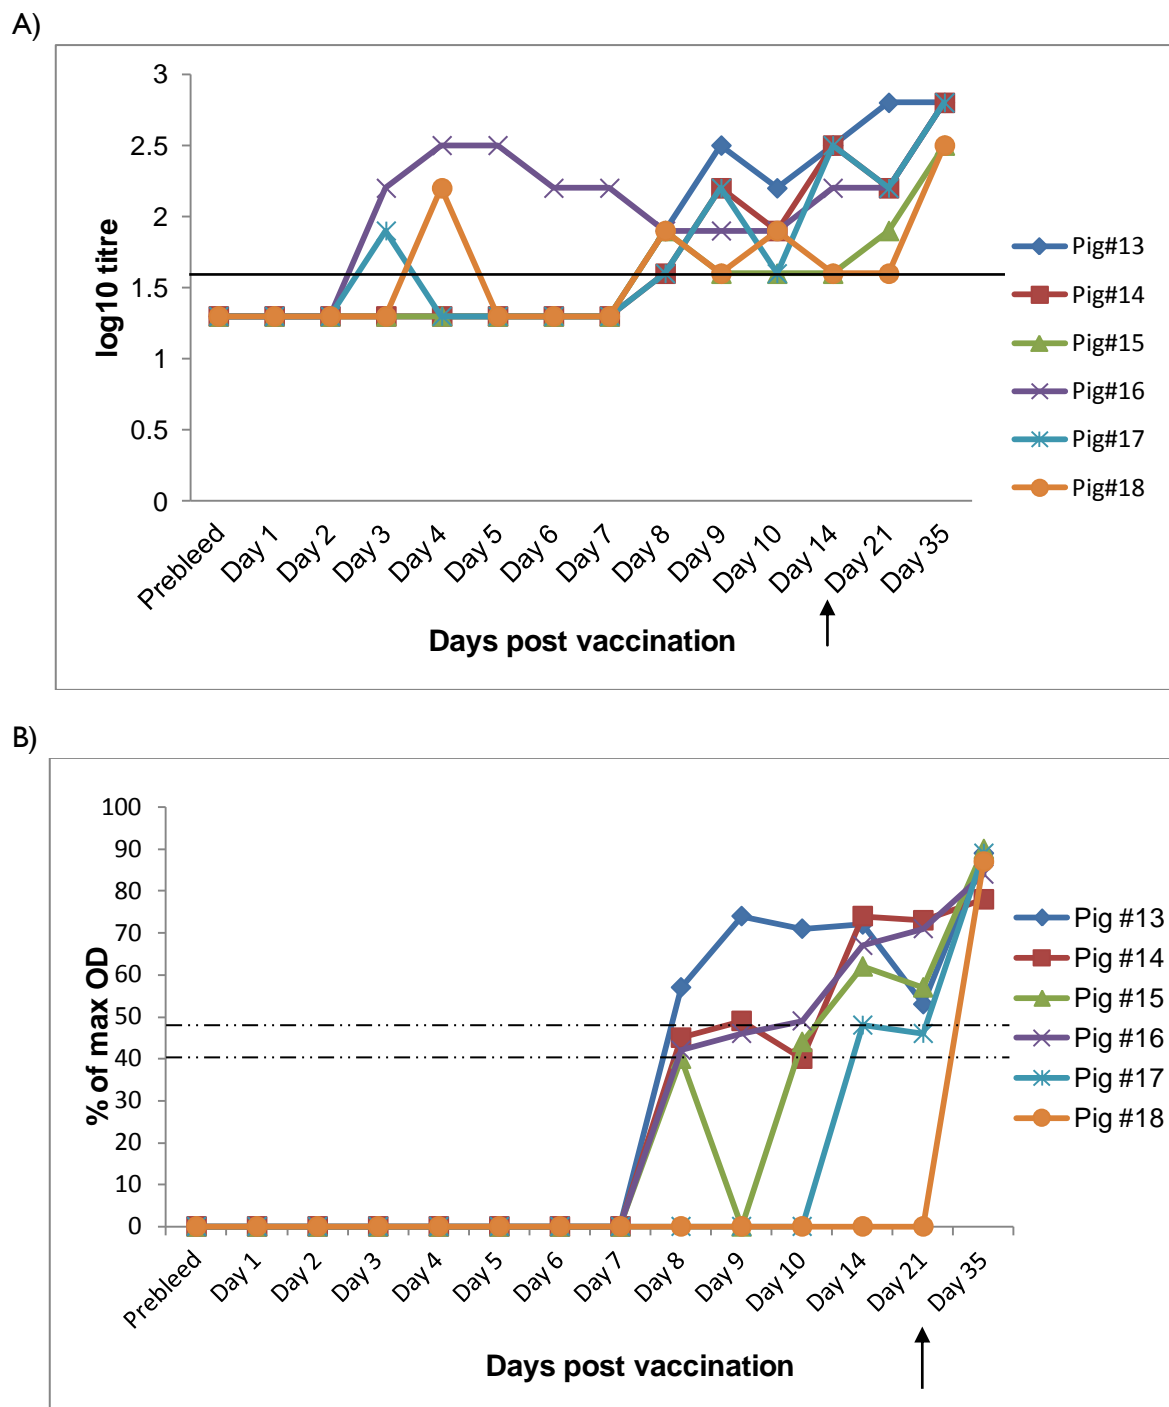 A)
3
2.5
2
1.5
1
0.5
0
log10 titre
Prebleed
Day 1
Day 2
Day 3
Day 4
Day 5
Day 6
Day 7
Day 8
Day 9
Day 10
Day 14
Day 21
Day 35
Days post vaccination
Pig#13
Pig#14
Pig#15
Pig#16
Pig#17
Pig#18
B)
100
90
80
70
60
50
40
30
20
10
0
% of max OD
Prebleed
Day 1
Day 2
Day 3
Day 4
Day 5
Day 6
Day 7
Day 8
Day 9
Day 10
Day 14
Day 21
Day 35
Days post vaccination
Pig #13
Pig #14
Pig #15
Pig #16
Pig #17
Pig #18